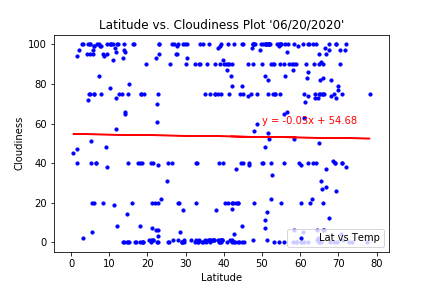 Latitude vs. Cloudiness Plot '06/20/2020'
100
80
60
40
20
0
Cloudiness
y = -0.03x + 54.68
Lat vs Temp
0 10 20 30 40 50 60 70 80
Latitude